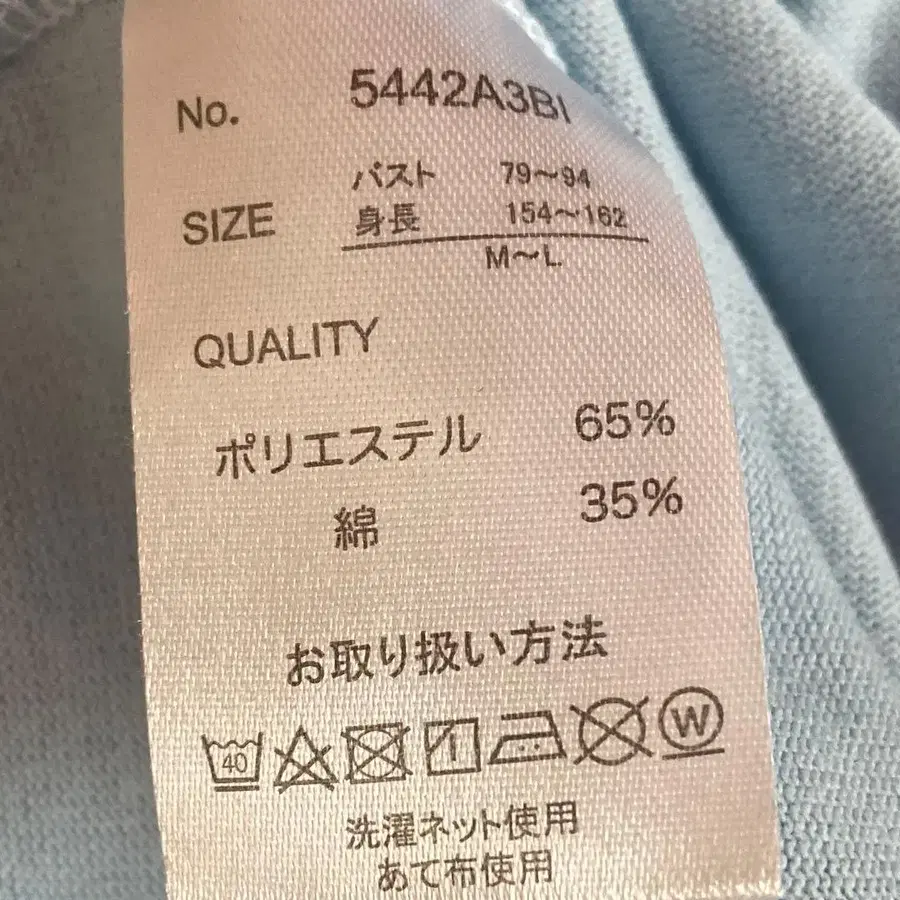 No. 5442A3BI
SIZE
バスト 79〜94
身長 154〜162
M〜L
QUALITY
ポリエステル 65%
綿 35%
お取り扱い方法
40
W
洗濯ネット使用
あて布使用